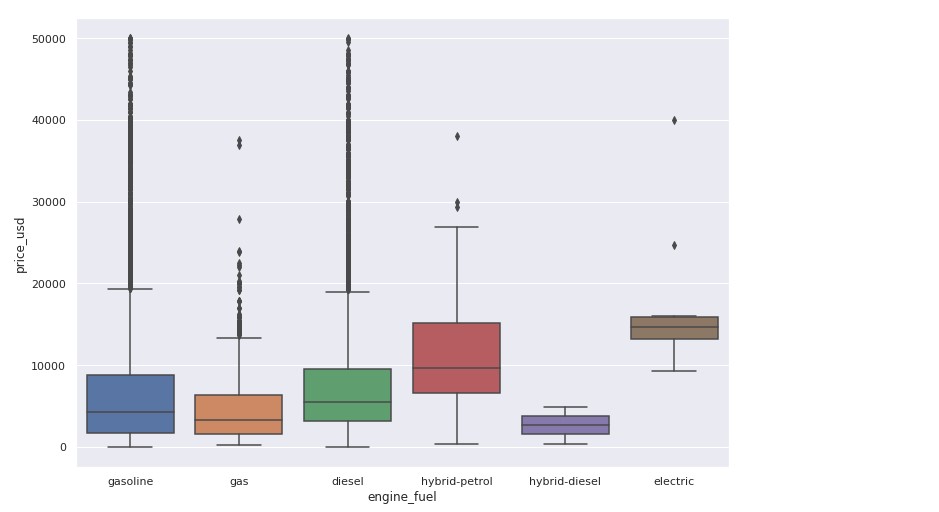 50000
40000
30000
20000
10000
0
price_usd
gasoline gas diesel hybrid-petrol hybrid-diesel electric
engine_fuel